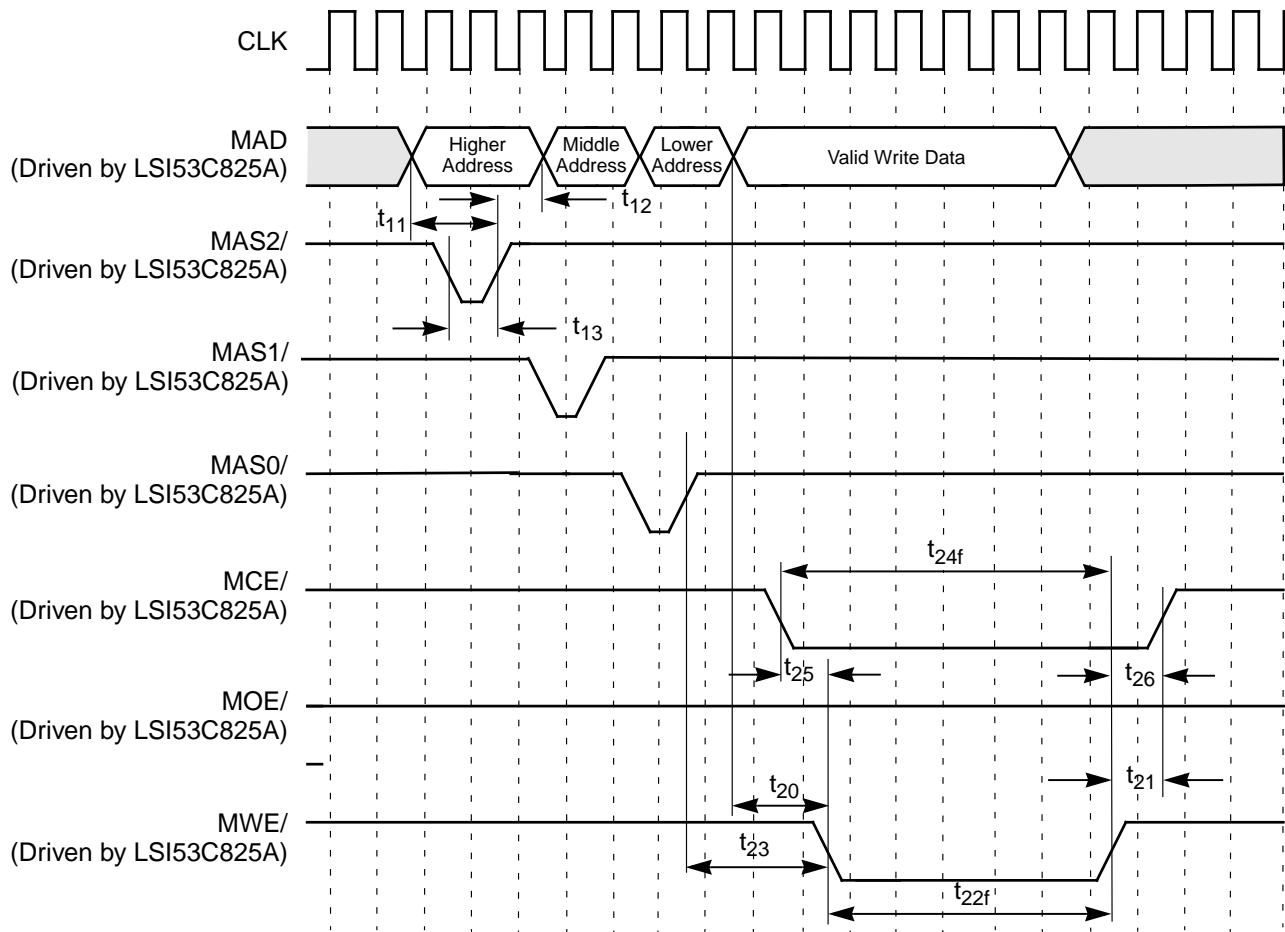 CLK
MAD
(Driven by LSI53C825A)
Higher
Address
Middle
Address
Lower
Address
Valid Write Data
t12
t11
MAS2/
(Driven by LSI53C825A)
t13
MAS1/
(Driven by LSI53C825A)
MAS0/
(Driven by LSI53C825A)
t24f
MCE/
(Driven by LSI53C825A)
t25
t26
MOE/
(Driven by LSI53C825A)
t20
t21
MWE/
(Driven by LSI53C825A)
t23
t22f